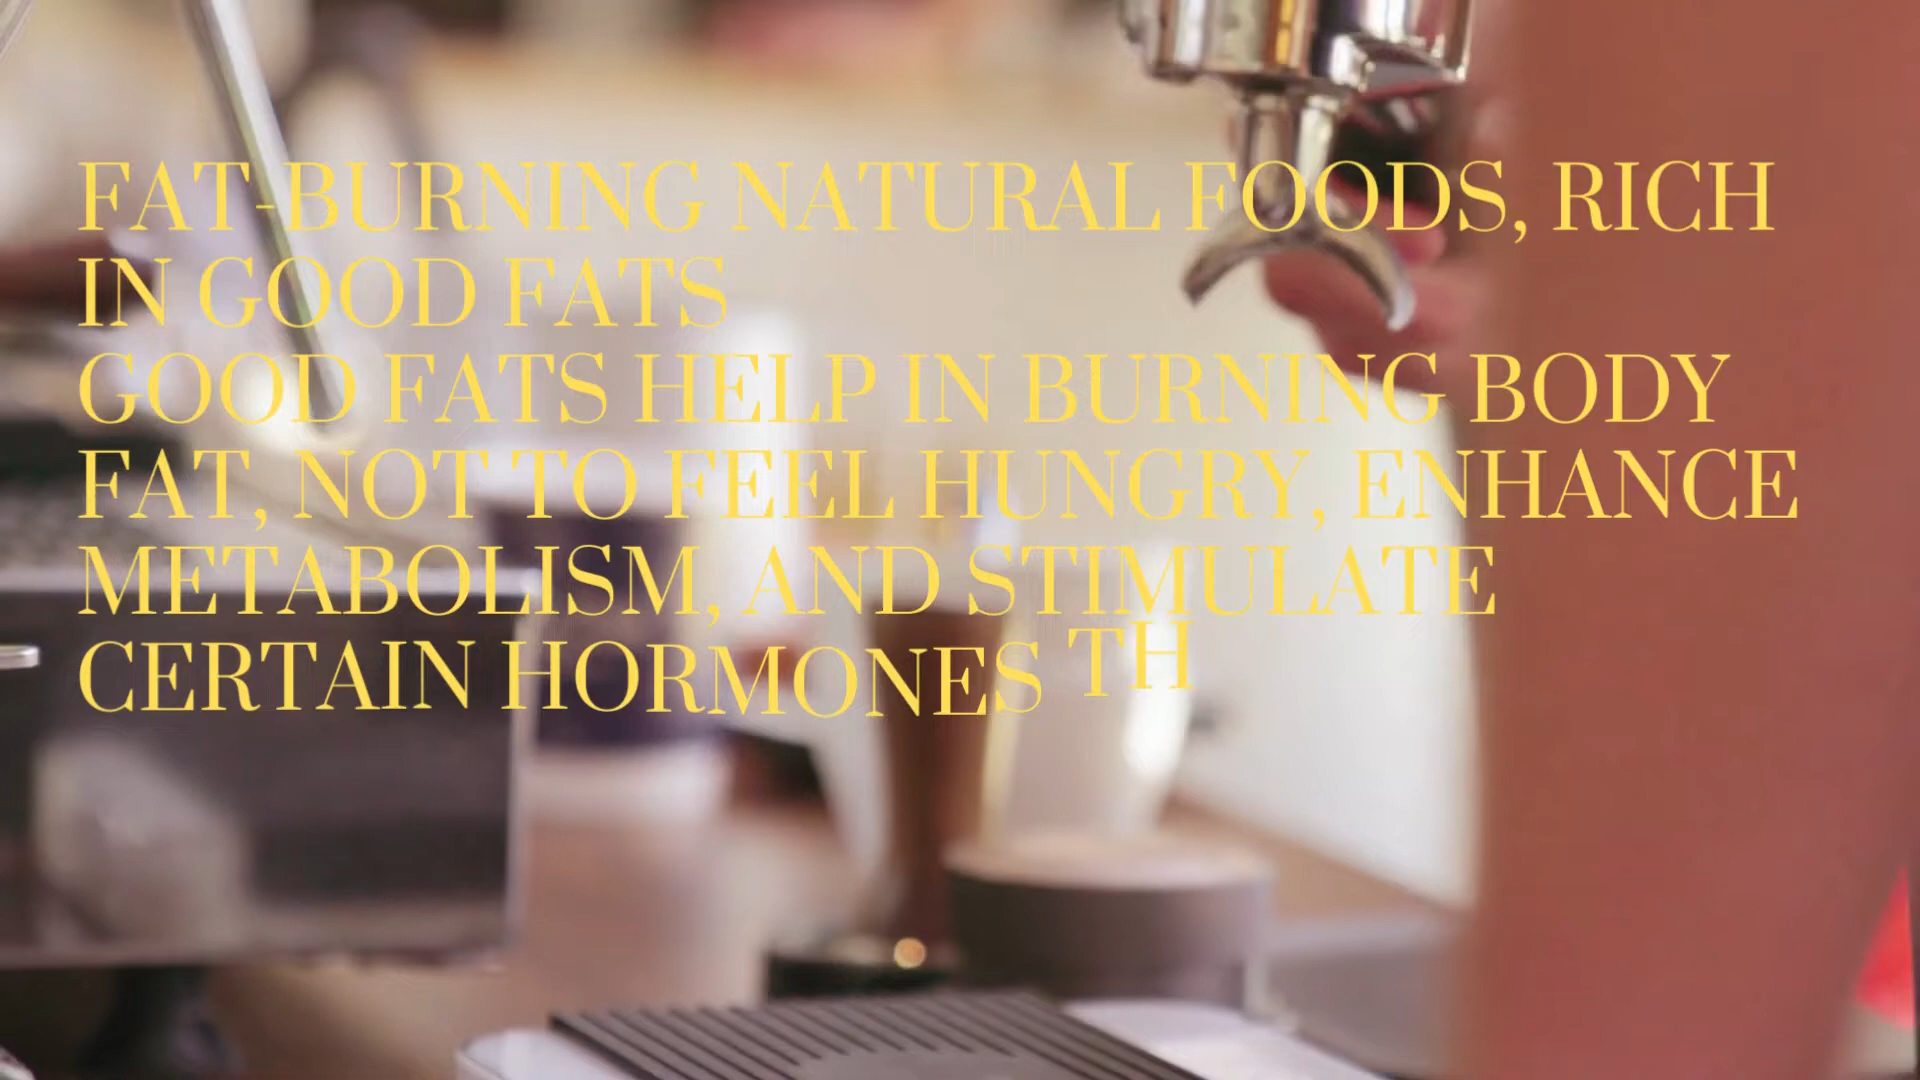 FAT-BURNING NATURAL FOODS, RICH
IN GOOD FATS
GOOD FATS HELP IN BURNING BODY
FAT, NOT TO FEEL HUNGRY, ENHANCE
METABOLISM, AND STIMULATE
CERTAIN HORMONES TH